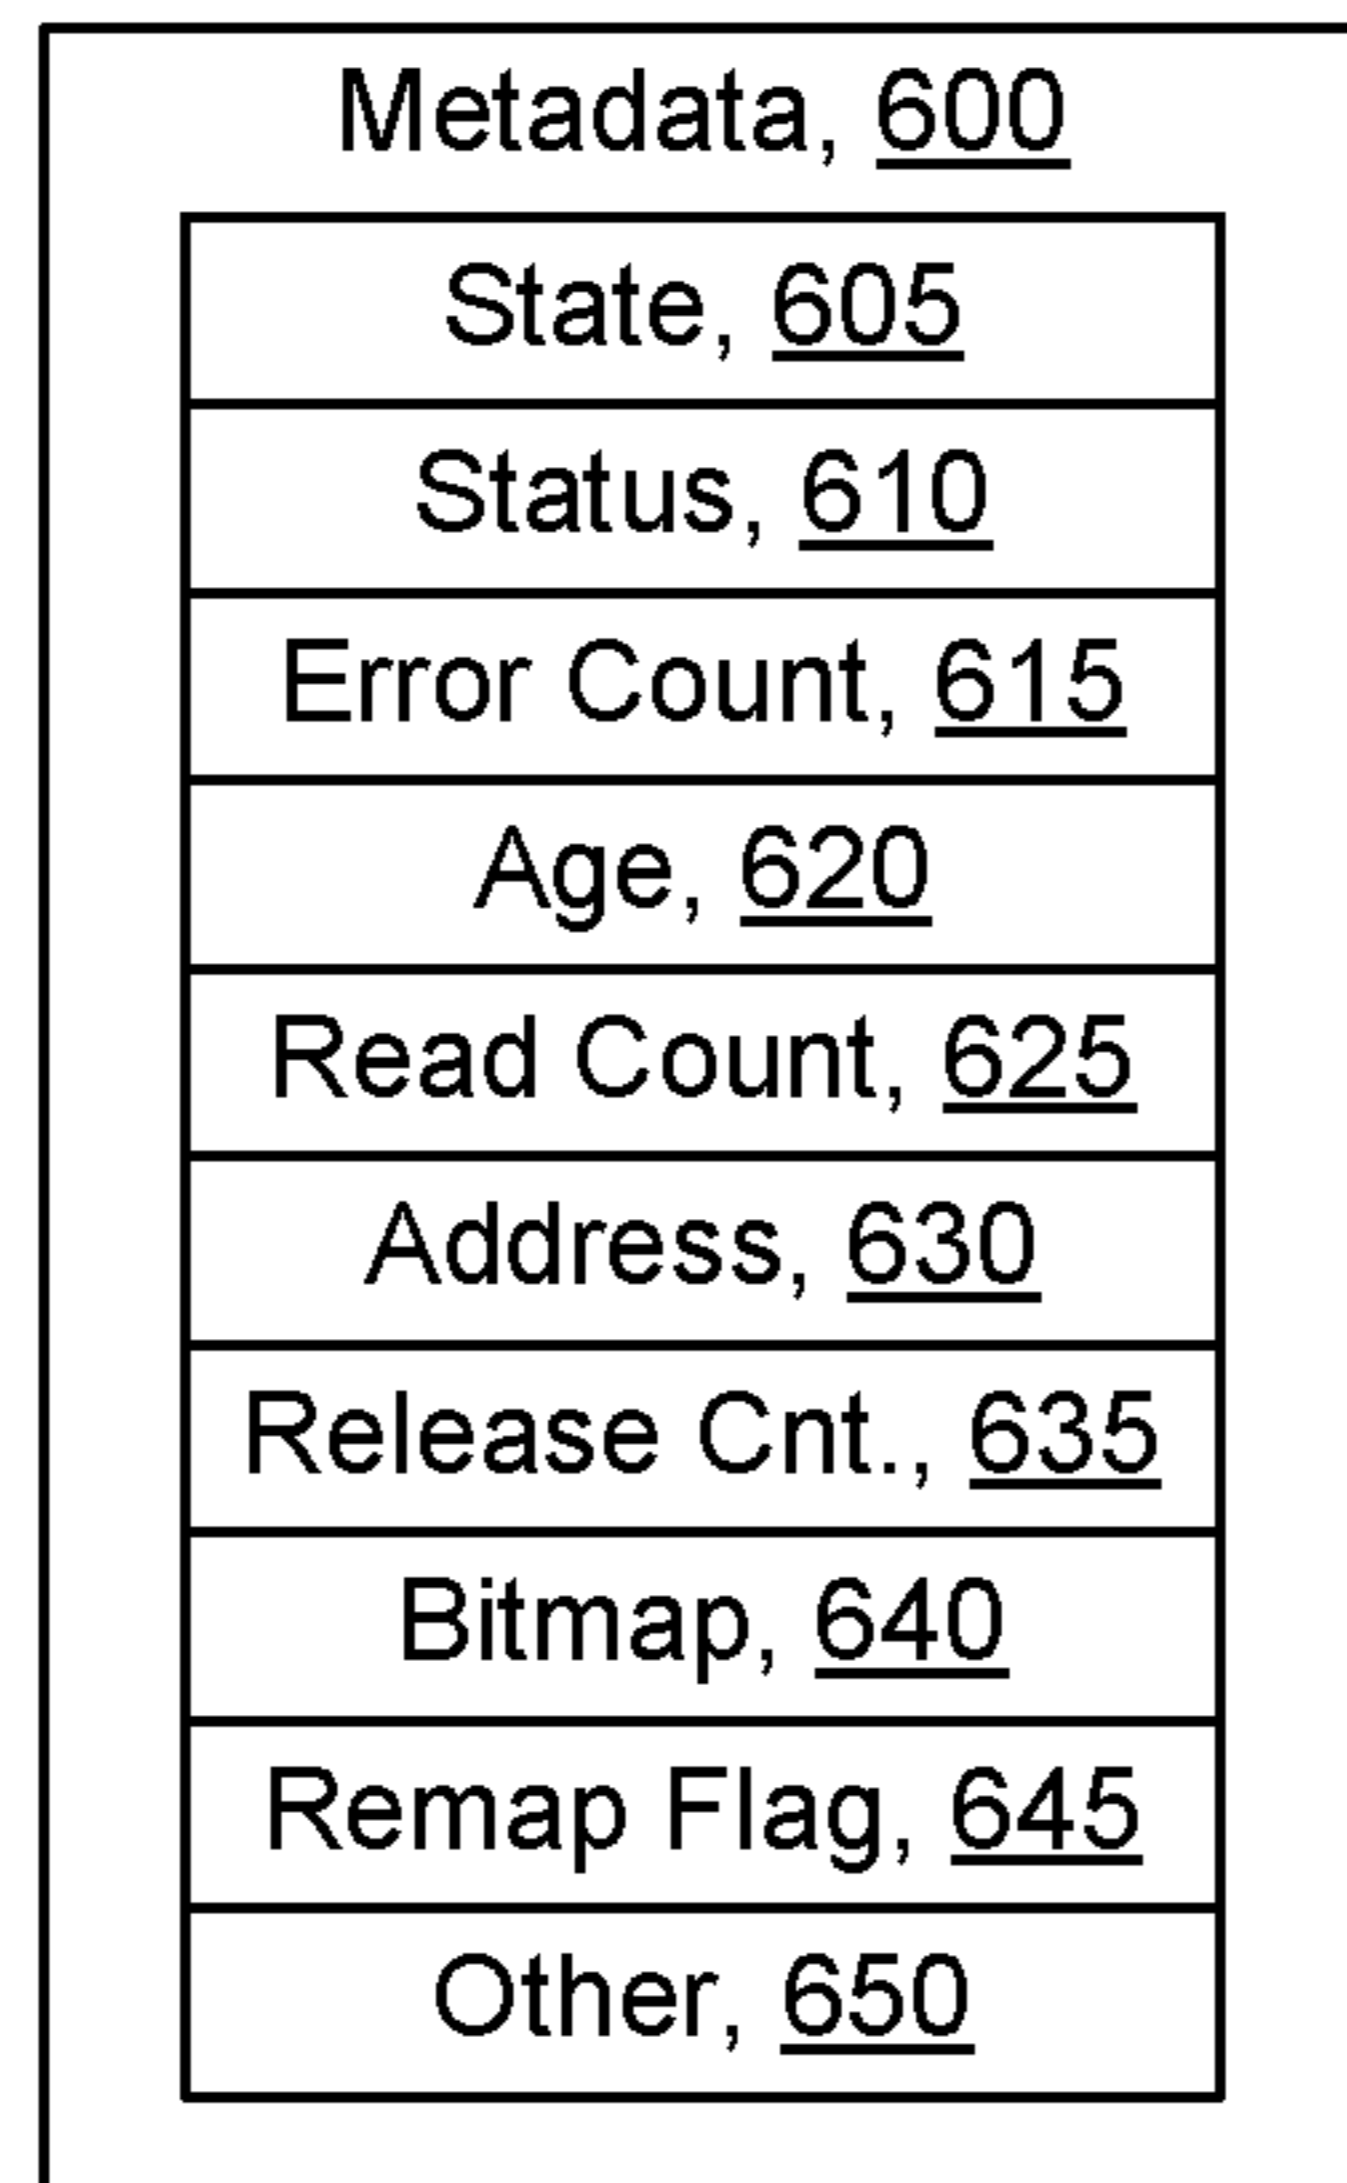 Metadata, 600
State, 605
Status, 610
Error Count, 615
Age, 620
Read Count, 625
Address, 630
Release Cnt., 635
Bitmap, 640
Remap Flag, 645
Other, 650